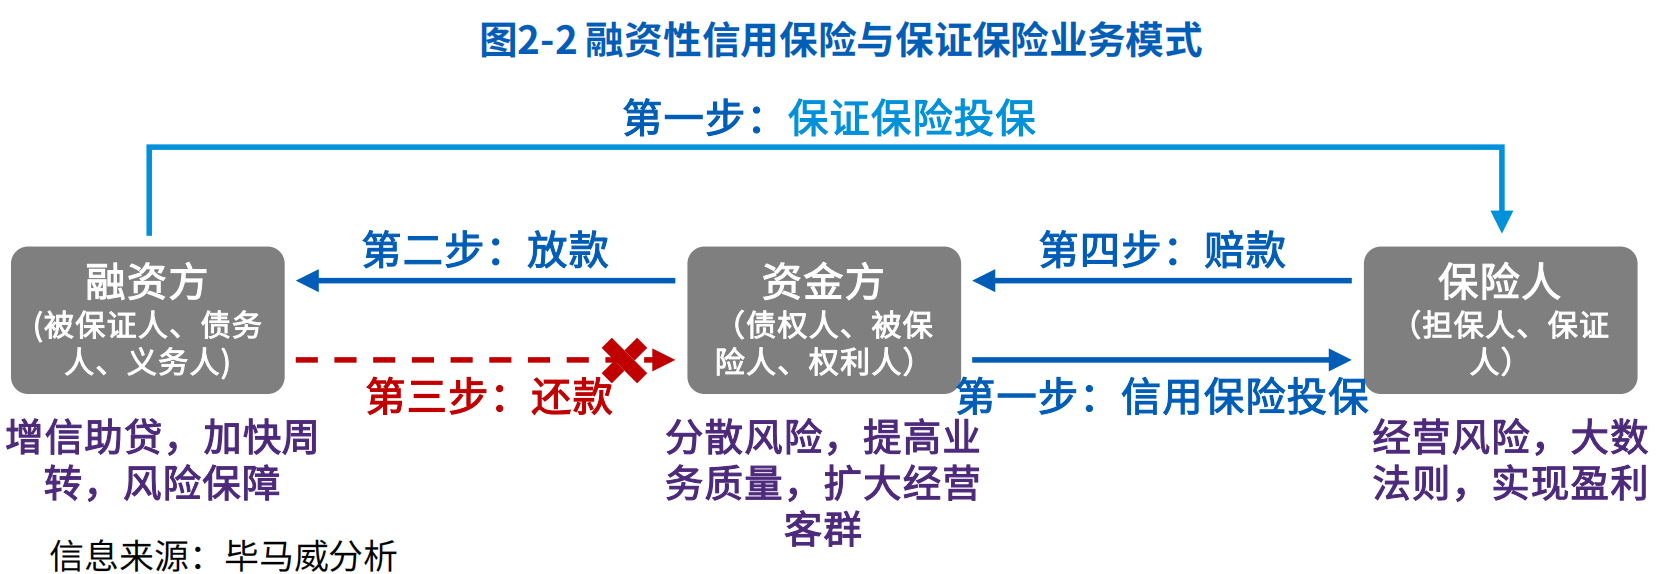 图2-2 融资性信用保险与保证保险业务模式
第一步：保证保险投保
第二步：放款
第四步：赔款
融资方
(被保证人、债务
人、义务人)
资金方
（债权人、被保
险人、权利人）
保险人
（担保人、保证
人）
第三步：还款
第一步：信用保险投保
增信助贷，加快周
转，风险保障
分散风险，提高业
务质量，扩大经营
客群
经营风险，大数
法则，实现盈利
信息来源：毕马威分析